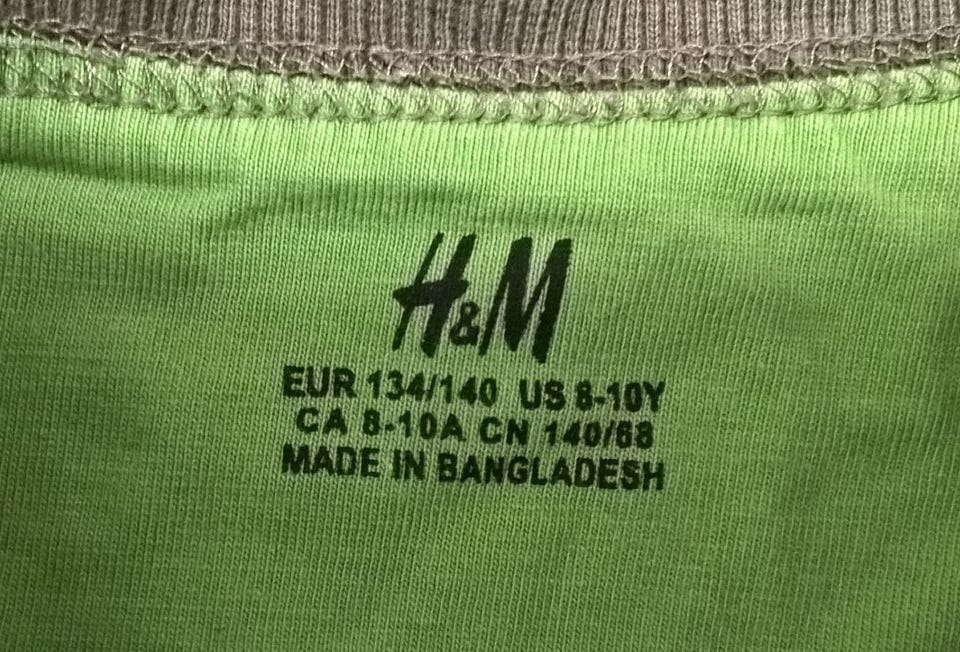 H&M
EUR 134/140 US 8-10Y
CA 8-10A CN 140/68
MADE IN BANGLADESH